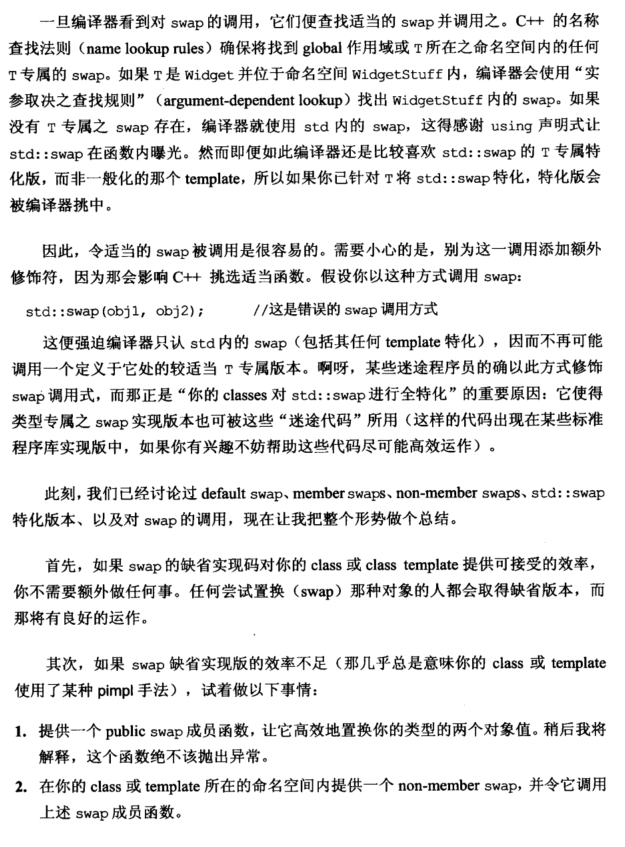 一旦编译器看到对 swap 的调用，它们便查找适当的 swap 并调用之。C++ 的名称
查找法则（name lookup rules）确保将找到 global 作用域或 T 所在之命名空间内的任何
T 专属的 swap。如果 T 是 Widget 并位于命名空间 WidgetStuff 内，编译器会使用“实
参取决之查找规则”（argument-dependent lookup）找出 WidgetStuff 内的 swap。如果
没有 T 专属之 swap 存在，编译器就使用 std 内的 swap，这得感谢 using 声明式让
std::swap 在函数内曝光。然而即便如此编译器还是比较喜欢 std::swap 的 T 专属特
化版，而非一般化的那个 template，所以如果你已针对 T 将 std::swap 特化，特化版会
被编译器挑中。
因此，令适当的 swap 被调用是很容易的。需要小心的是，别为这一调用添加额外
修饰符，因为那会影响 C++ 挑选适当函数。假设你以这种方式调用 swap:
std::swap(obj1, obj2); //这是错误的 swap 调用方式
这便强迫编译器只认 std 内的 swap（包括其任何 template 特化），因而不再可能
调用一个定义于它处的较适当 T 专属版本。啊呀，某些迷途程序员的确以此方式修饰
swap 调用式，而那正是“你的 classes 对 std::swap 进行全特化”的重要原因：它使得
类型专属之 swap 实现版本也可被这些“迷途代码”所用（这样的代码出现在某些标准
程序库实现版中，如果你有兴趣不妨帮助这些代码尽可能高效运作）。
此刻，我们已经讨论过 default swap、member swaps、non-member swaps、std::swap
特化版本、以及对 swap 的调用，现在让我把整个形势做个总结。
首先，如果 swap 的缺省实现码对你的 class 或 class template 提供可接受的效率，
你不需要额外做任何事。任何尝试置换（swap）那种对象的人都会取得缺省版本，而
那将有良好的运作。
其次，如果 swap 缺省实现版的效率不足（那几乎总是意味你的 class 或 template
使用了某种 pimpl 手法），试着做以下事情：
1. 提供一个 public swap 成员函数，让它高效地置换你的类型的两个对象值。稍后我将
解释，这个函数绝不该抛出异常。
2. 在你的 class 或 template 所在的命名空间内提供一个 non-member swap，并令它调用
上述 swap 成员函数。